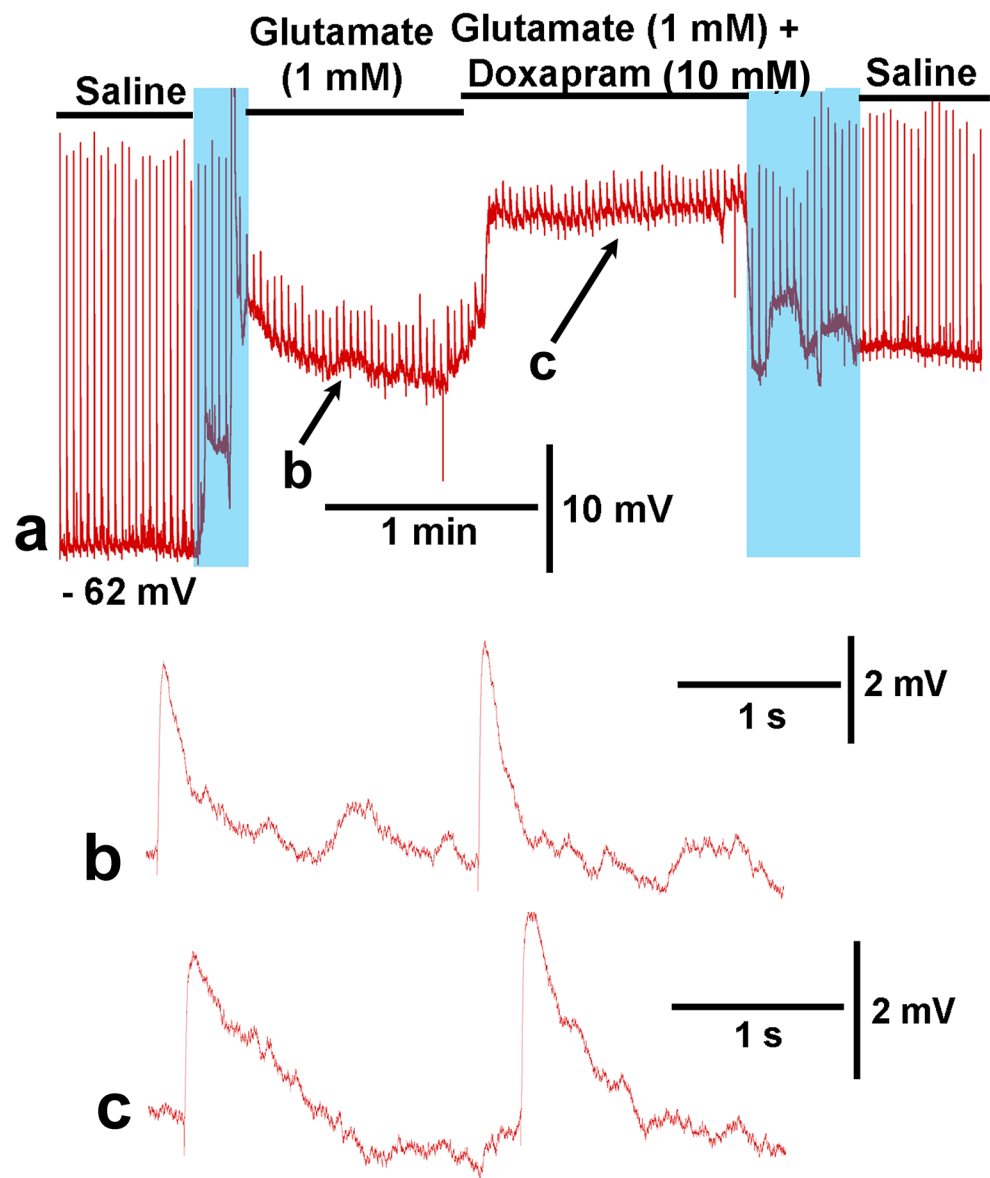 Glutamate
(1 mM)
Glutamate (1 mM) +
Doxapram (10 mM)
Saline
Saline
b
c
1 min
10 mV
a
- 62 mV
1 s
2 mV
b
1 s
2 mV
c